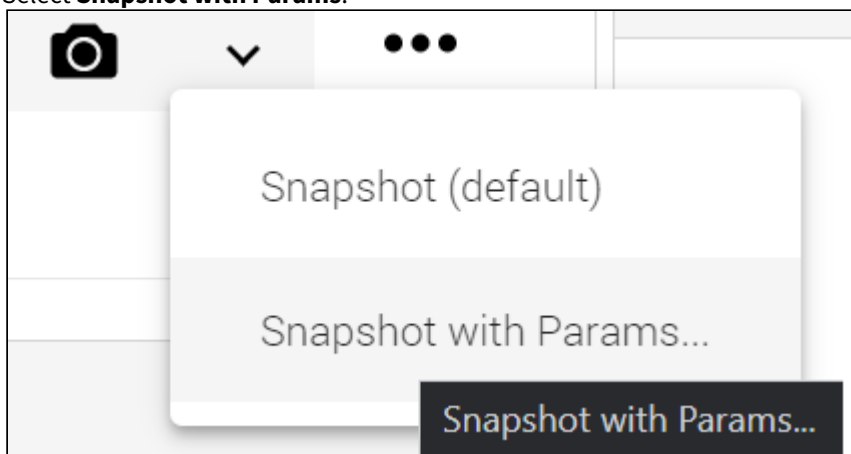 Select Snapshot with Params.
Snapshot (default)
Snapshot with Params...
Snapshot with Params...